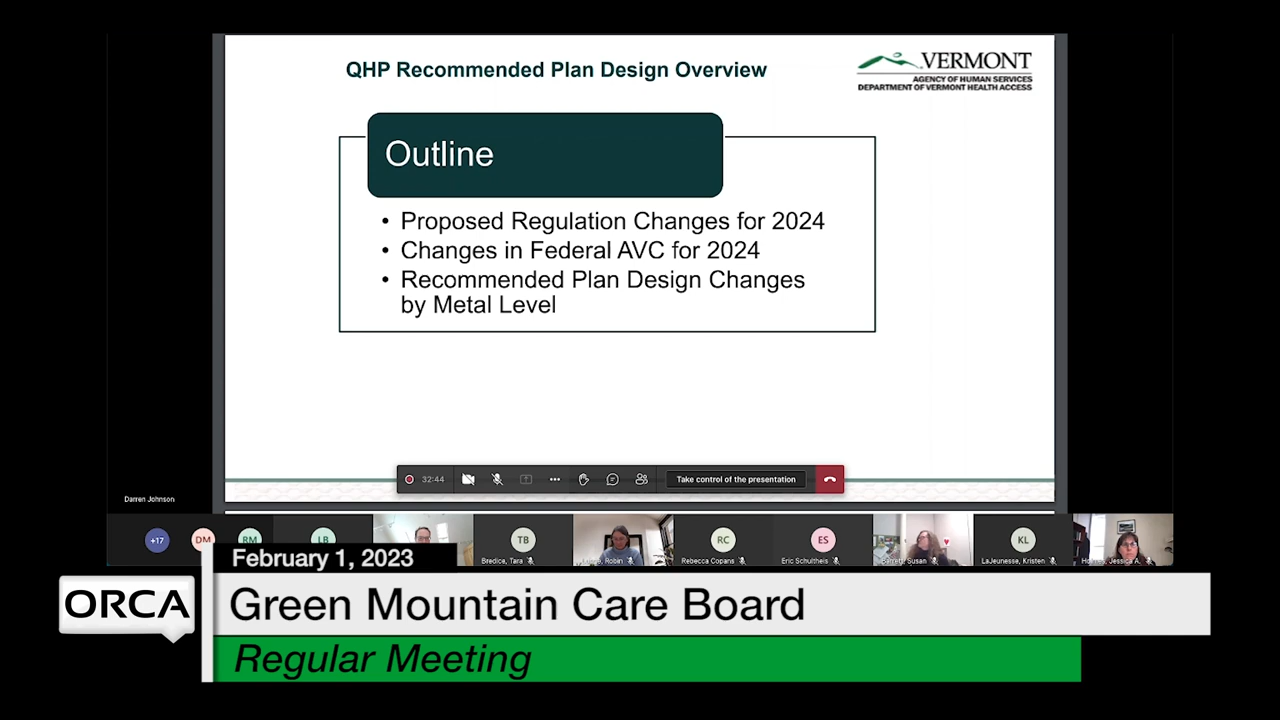 QHP Recommended Plan Design Overview
VERMONT
AGENCY OF HUMAN SERVICES
DEPARTMENT OF VERMONT HEALTH ACCESS
Outline
• Proposed Regulation Changes for 2024
• Changes in Federal AVC for 2024
• Recommended Plan Design Changes
by Metal Level
32:44
Take control of the presentation
Darren Johnson
+17
DM
RM
LB
TB
RC
ES
KL
Bredice, Tara
Robin
Rebecca Copans
Eric Schultheis
Susan
LaJeunesse, Kristen
Jessica A.
February 1, 2023
ORCA
Green Mountain Care Board
Regular Meeting